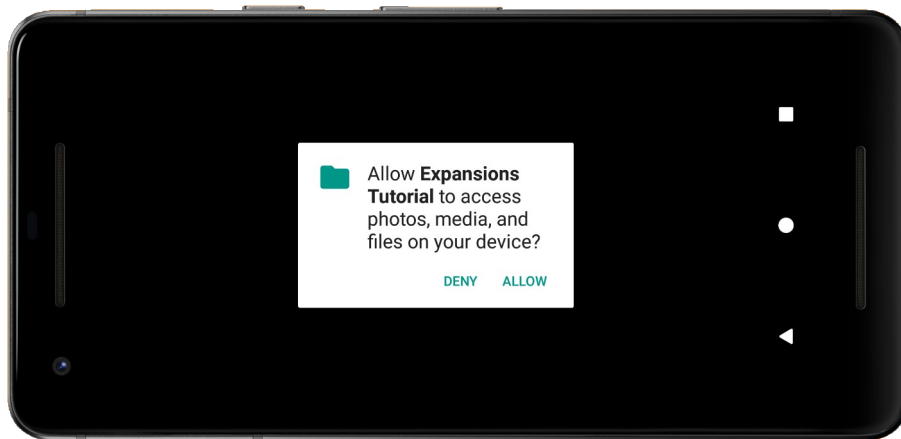 Allow Expansions
Tutorial to access
photos, media, and
files on your device?
DENY ALLOW